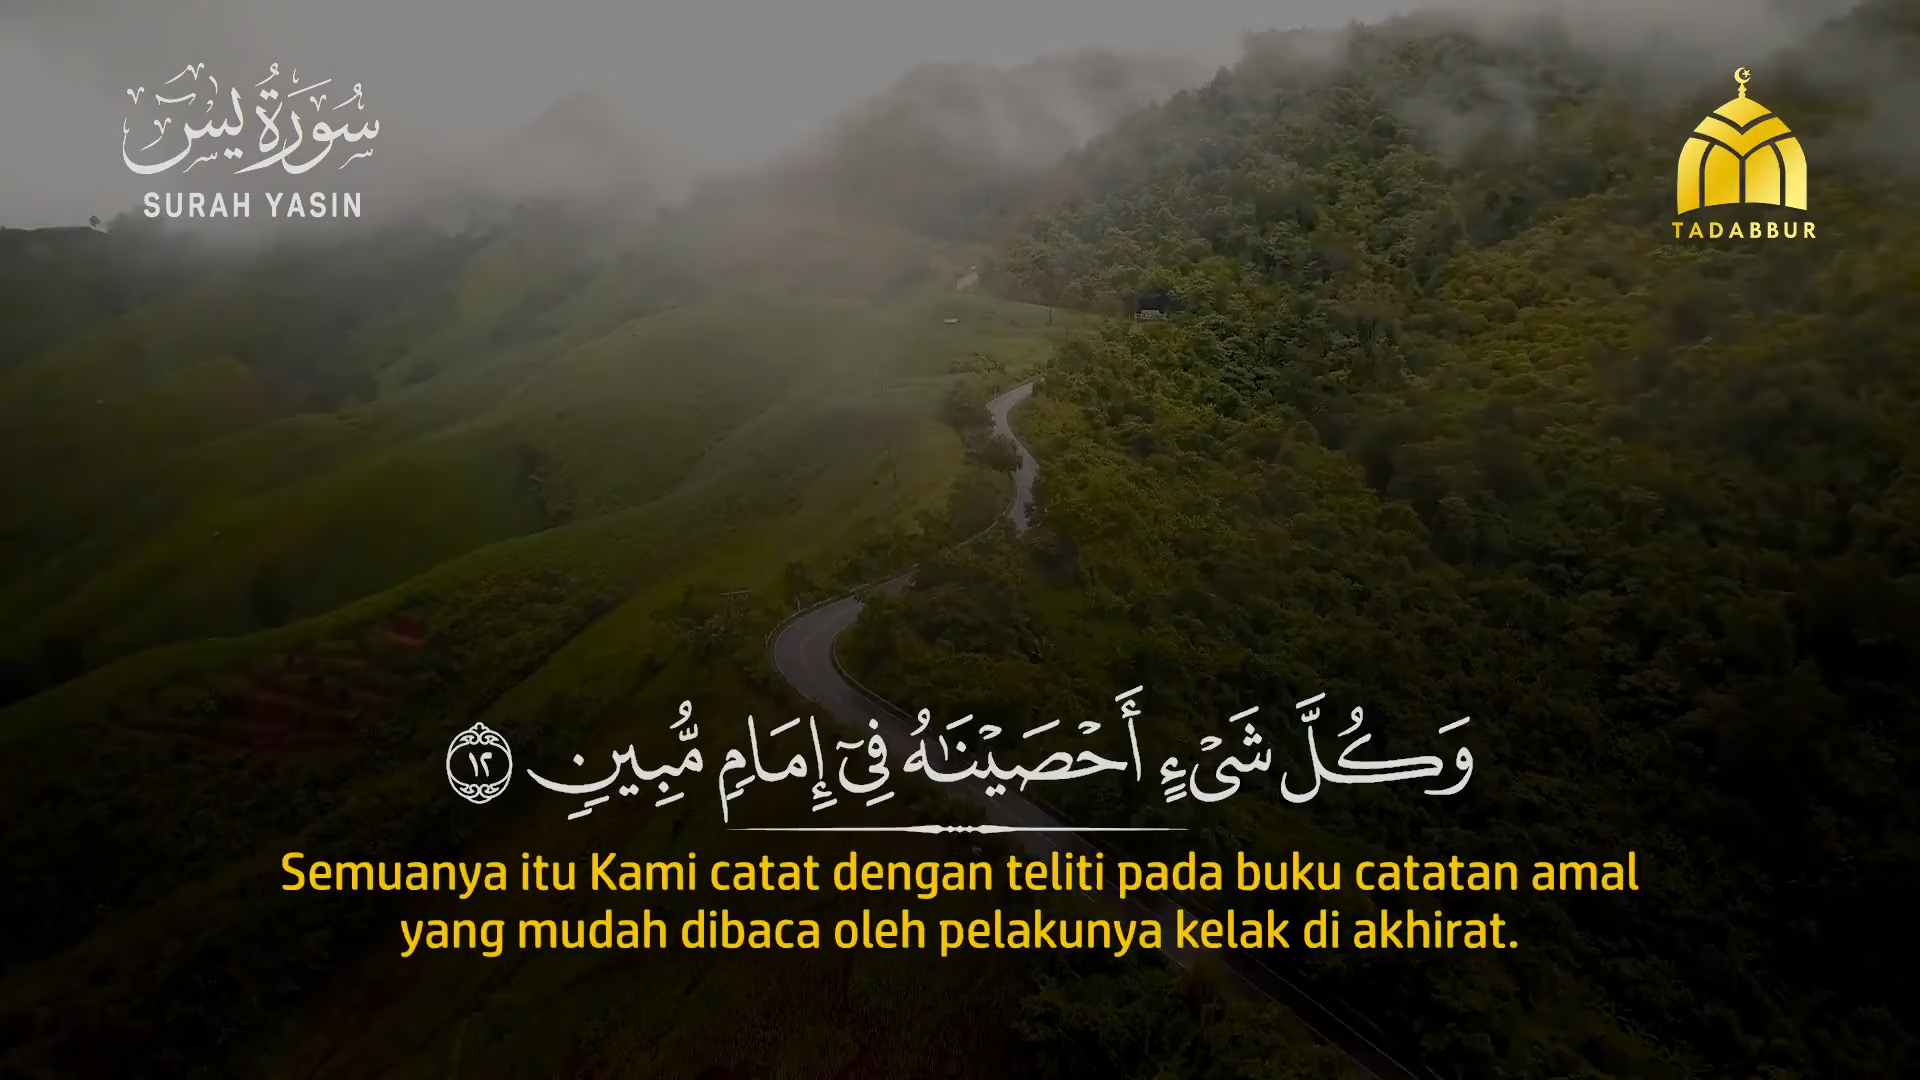 سُورَةُ يس
SURAH YASIN
TADABBUR
وَكُلَّ شَىْءٍ أَحْصَيْنَـٰهُ فِىٓ إِمَامٍ مُّبِينٍ ١٢
Semuanya itu Kami catat dengan teliti pada buku catatan amal
yang mudah dibaca oleh pelakunya kelak di akhirat.